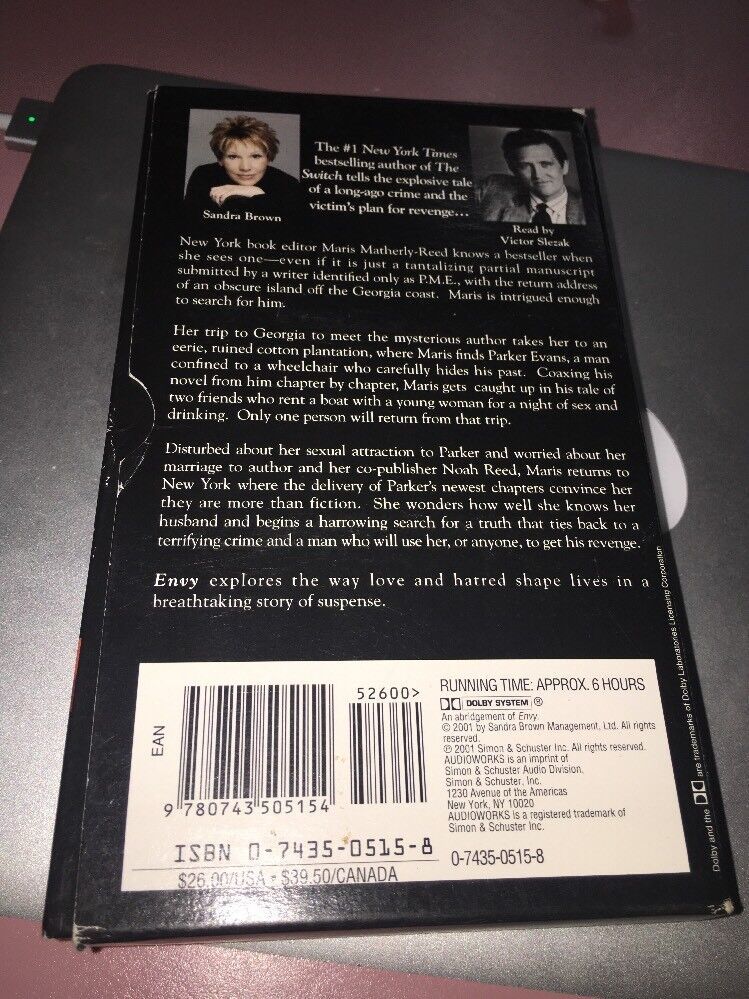 The #1 New York Times
bestselling author of The
Switch tells the explosive tale
of a long-ago crime and the
victim's plan for revenge...
Sandra Brown
Read by
Victor Slezak
New York book editor Maris Matherly-Reed knows a bestseller when
she sees one—even if it is just a tantalizing partial manuscript
submitted by a writer identified only as P.M.E., with the return address
of an obscure island off the Georgia coast. Maris is intrigued enough
to search for him.
Her trip to Georgia to meet the mysterious author takes her to an
eerie, ruined cotton plantation, where Maris finds Parker Evans, a man
confined to a wheelchair who carefully hides his past. Coaxing his
novel from him chapter by chapter, Maris gets caught up in his tale of
two friends who rent a boat with a young woman for a night of sex and
drinking. Only one person will return from that trip.
Disturbed about her sexual attraction to Parker and worried about her
marriage to author and her co-publisher Noah Reed, Maris returns to
New York where the delivery of Parker's newest chapters convince her
they are more than fiction. She wonders how well she knows her
husband and begins a harrowing search for a truth that ties back to a
terrifying crime and a man who will use her, or anyone, to get his revenge.
Envy explores the way love and hatred shape lives in a
breathtaking story of suspense.
EAN
52600>
9 780743 505154
ISBN 0-7435-0515-8
$26.00/USA - $39.50/CANADA
RUNNING TIME: APPROX. 6 HOURS
DOLBY SYSTEM ®
An abridgement of Envy.
© 2001 by Sandra Brown Management, Ltd. All rights
reserved.
℗ 2001 Simon & Schuster Inc. All rights reserved.
AUDIOWORKS is an imprint of
Simon & Schuster Audio Division,
Simon & Schuster, Inc.
1230 Avenue of the Americas
New York, NY 10020
AUDIOWORKS is a registered trademark of
Simon & Schuster Inc.
0-7435-0515-8
Dolby and the are trademarks of Dolby Laboratories Licensing Corporation